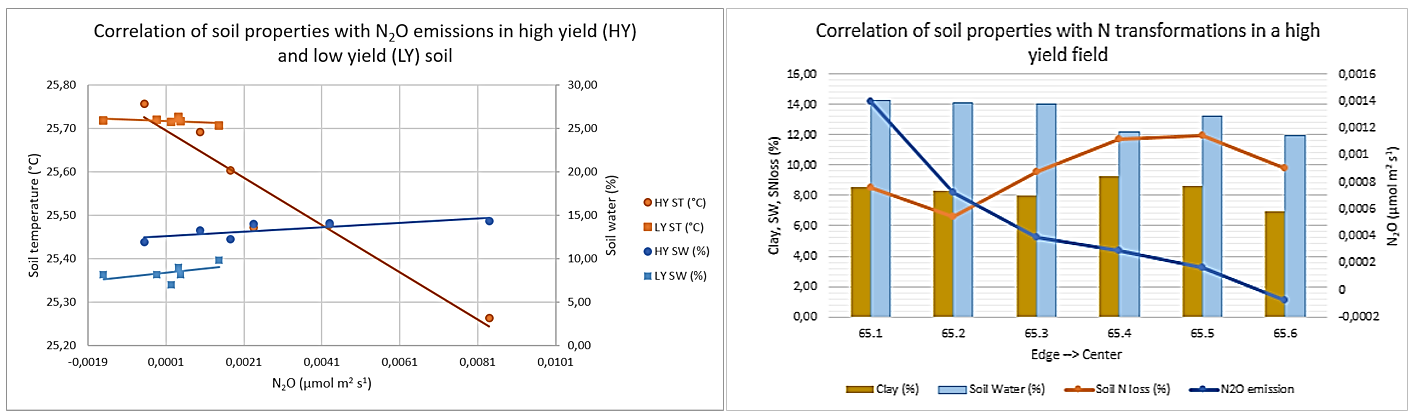 Correlation of soil properties with N₂O emissions in high yield (HY)
and low yield (LY) soil
25,80
25,70
25,60
25,50
25,40
25,30
25,20
Soil temperature (°C)
30,00
25,00
20,00
15,00
10,00
5,00
0,00
Soil water (%)
-0,0019
0,0001
0,0021
0,0041
0,0061
0,0081
0,0101
N₂O (µmol m² s¹)
HY ST (°C)
LY ST (°C)
HY SW (%)
LY SW (%)
Correlation of soil properties with N transformations in a high
yield field
16,00
14,00
12,00
10,00
8,00
6,00
4,00
2,00
0,00
Clay, SW, SNloss (%)
0,0016
0,0014
0,0012
0,001
0,0008
0,0006
0,0004
0,0002
0
-0,0002
N₂O (µmol m² s¹)
65.1
65.2
65.3
65.4
65.5
65.6
Edge --> Center
Clay (%)
Soil Water (%)
Soil N loss (%)
N2O emission